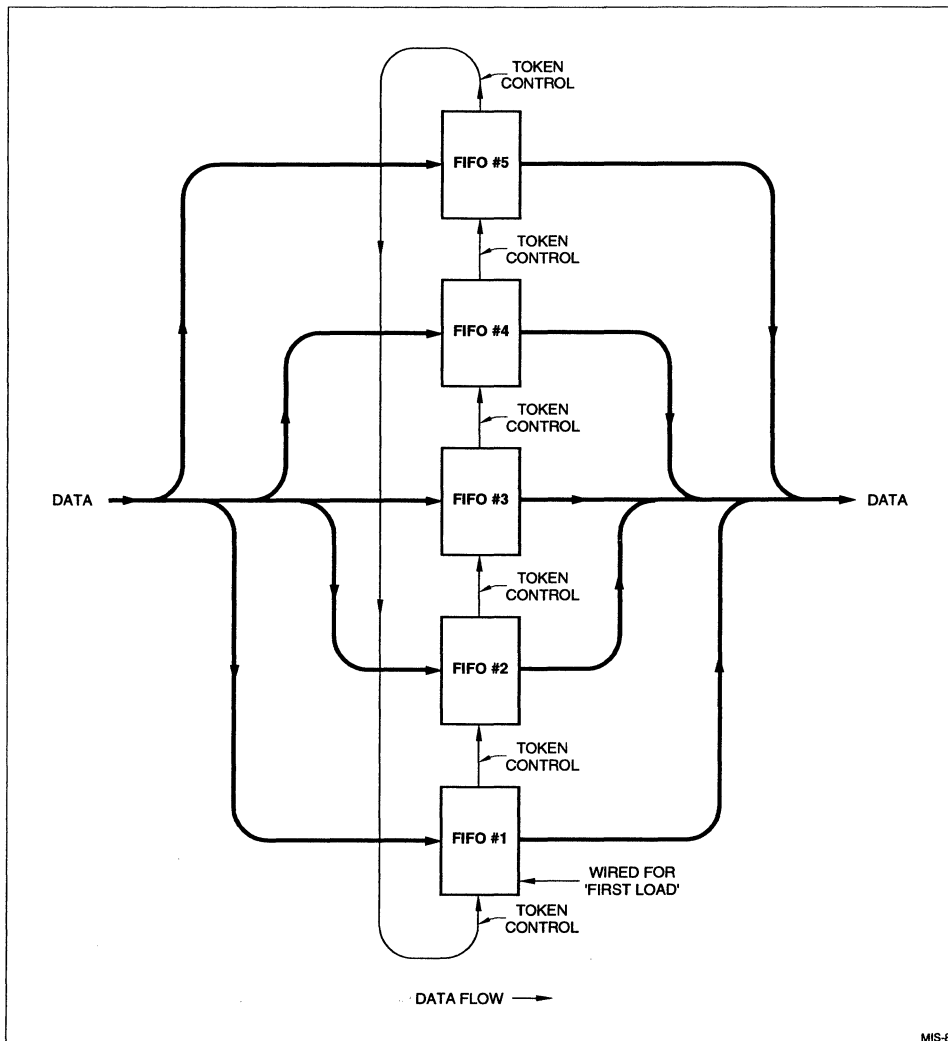 TOKEN
CONTROL
FIFO #5
TOKEN
CONTROL
FIFO #4
TOKEN
CONTROL
DATA
FIFO #3
DATA
TOKEN
CONTROL
FIFO #2
TOKEN
CONTROL
FIFO #1
WIRED FOR
'FIRST LOAD'
TOKEN
CONTROL
DATA FLOW